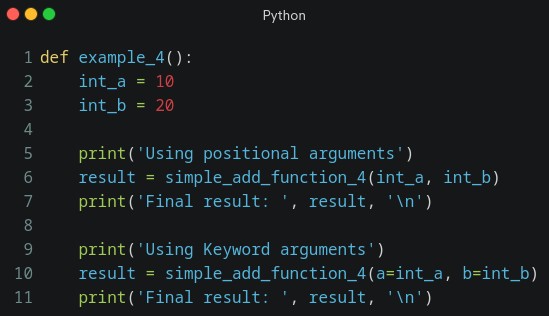 Python
1 def example_4():
2     int_a = 10
3     int_b = 20
4
5     print('Using positional arguments')
6     result = simple_add_function_4(int_a, int_b)
7     print('Final result: ', result, '\n')
8
9     print('Using Keyword arguments')
10     result = simple_add_function_4(a=int_a, b=int_b)
11     print('Final result: ', result, '\n')